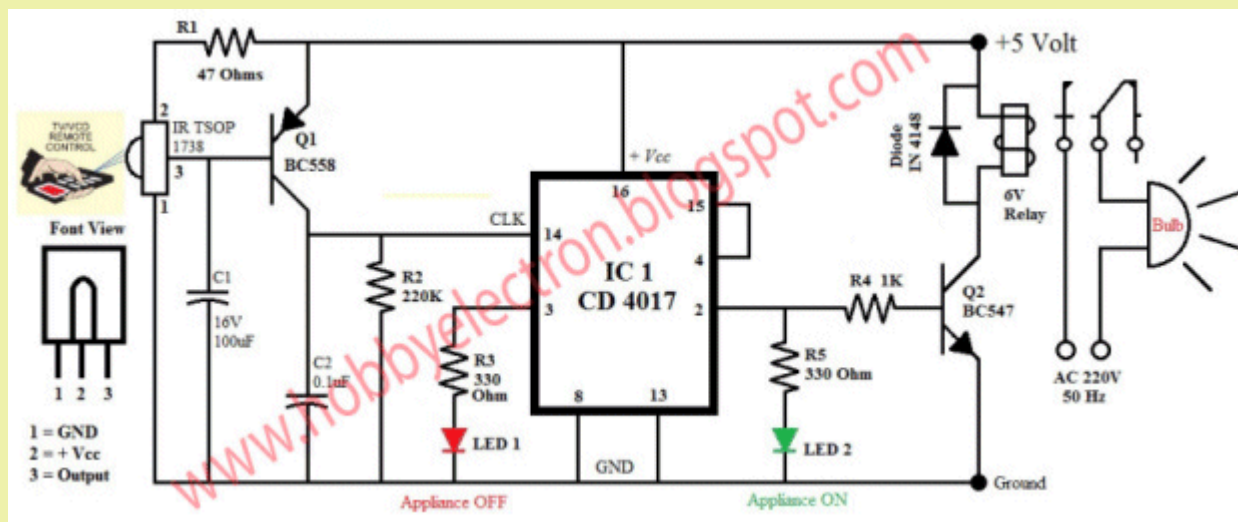 R1
47 Ohms
+5 Volt
TV/VCD
REMOTE
CONTROL
2
IR TSOP
1738
3
1
Q1
BC558
+ Vcc
16
Diode
IN 4148
6V
Relay
Bulb
Font View
CLK
14
15
4
IC 1
CD 4017
3
2
8
13
R2
220K
R4 1K
Q2
BC547
C1
16V
100uF
C2
0.1uF
R3
330
Ohm
R5
330 Ohm
AC 220V
50 Hz
1 2 3
1 = GND
2 = + Vcc
3 = Output
LED 1
LED 2
GND
Ground
Appliance OFF
Appliance ON
www.hobbyelectron.blogspot.com